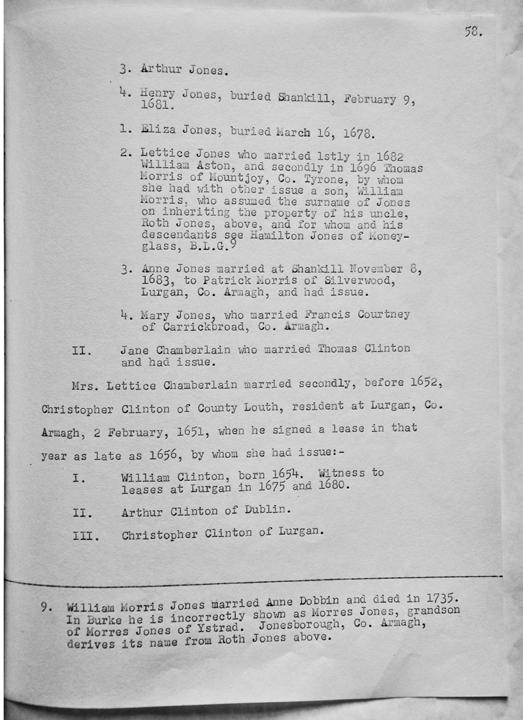 58.
3. Arthur Jones.
4. Henry Jones, buried Shankill, February 9,
1681.
1. Eliza Jones, buried March 16, 1678.
2. Lettice Jones who married 1stly in 1682
William Aston, and secondly in 1696 Thomas
Morris of Mountjoy, Co. Tyrone, by whom
she had with other issue a son, William
Morris, who assumed the surname of Jones
on inheriting the property of his uncle,
Roth Jones, above, and for whom and his
descendants see Hamilton Jones of Money-
glass, B.L.G.9
3. Anne Jones married at Shankill November 8,
1683, to Patrick Morris of Silverwood,
Lurgan, Co. Armagh, and had issue.
4. Mary Jones, who married Francis Courtney
of Carrickbroad, Co. Armagh.
II. Jane Chamberlain who married Thomas Clinton
and had issue.
Mrs. Lettice Chamberlain married secondly, before 1652,
Christopher Clinton of County Louth, resident at Lurgan, Co.
Armagh, 2 February, 1651, when he signed a lease in that
year as late as 1656, by whom she had issue:-
I. William Clinton, born 1654. Witness to
leases at Lurgan in 1675 and 1680.
II. Arthur Clinton of Dublin.
III. Christopher Clinton of Lurgan.
9. William Morris Jones married Anne Dobbin and died in 1735.
In Burke he is incorrectly shown as Morres Jones, grandson
of Morres Jones of Ystrad. Jonesborough, Co. Armagh,
derives its name from Roth Jones above.